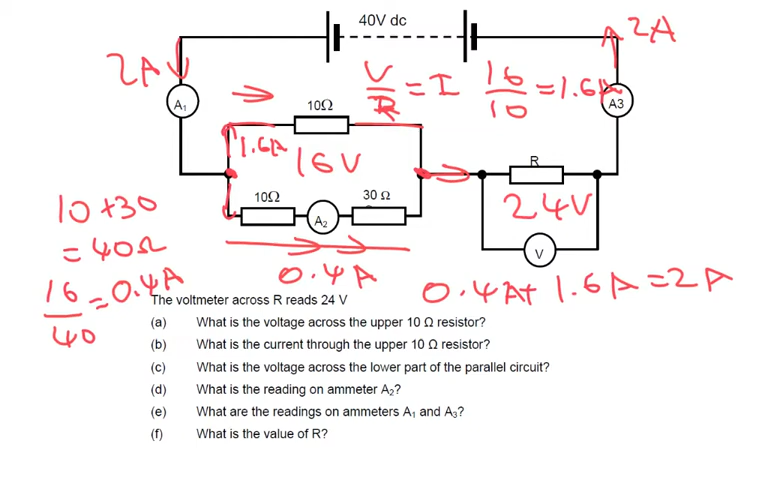 40V dc
2A
2A
V/R = I
16/10 = 1.6A
A1
A3
10Ω
1.6A
16V
R
10Ω
A2
30 Ω
24V
10+30
= 40Ω
V
16/40 = 0.4A
0.4A
0.4A + 1.6A = 2A
The voltmeter across R reads 24 V
(a) What is the voltage across the upper 10 Ω resistor?
(b) What is the current through the upper 10 Ω resistor?
(c) What is the voltage across the lower part of the parallel circuit?
(d) What is the reading on ammeter A2?
(e) What are the readings on ammeters A1 and A3?
(f) What is the value of R?